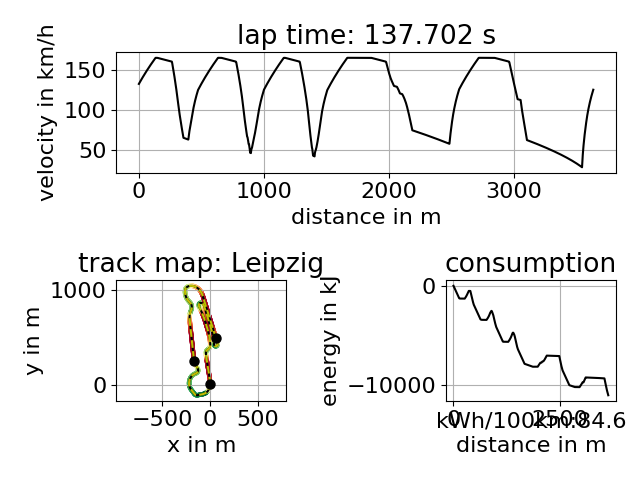 lap time: 137.702 s
velocity in km/h
150
100
50
0 1000 2000 3000
distance in m
track map: Leipzig
y in m
1000
0
−500 0 500
x in m
consumption
energy in kJ
0
−10000
0 2500
kWh/100km:84.6
distance in m